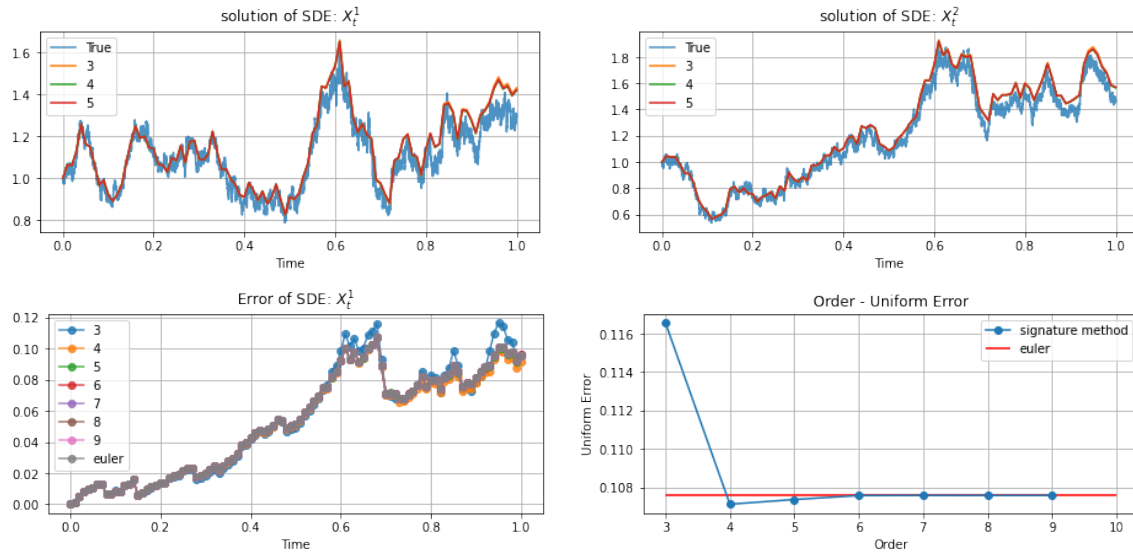 solution of SDE: X_t^1
True
3
4
5
1.6
1.4
1.2
1.0
0.8
0.0 0.2 0.4 0.6 0.8 1.0
Time
solution of SDE: X_t^2
True
3
4
5
1.8
1.6
1.4
1.2
1.0
0.8
0.6
0.0 0.2 0.4 0.6 0.8 1.0
Time
Error of SDE: X_t^1
0.12
0.10
0.08
0.06
0.04
0.02
0.00
3
4
5
6
7
8
9
euler
0.0 0.2 0.4 0.6 0.8 1.0
Time
Order - Uniform Error
Uniform Error
0.116
0.114
0.112
0.110
0.108
signature method
euler
3 4 5 6 7 8 9 10
Order